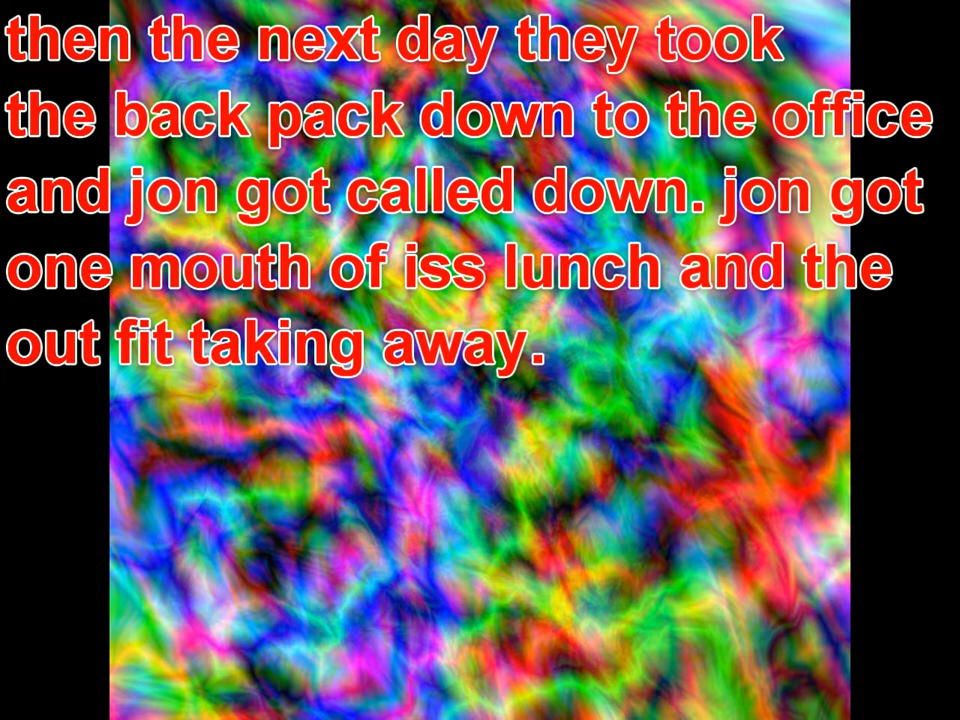 then the next day they took
the back pack down to the office
and jon got called down. jon got
one mouth of iss lunch and the
out fit taking away.